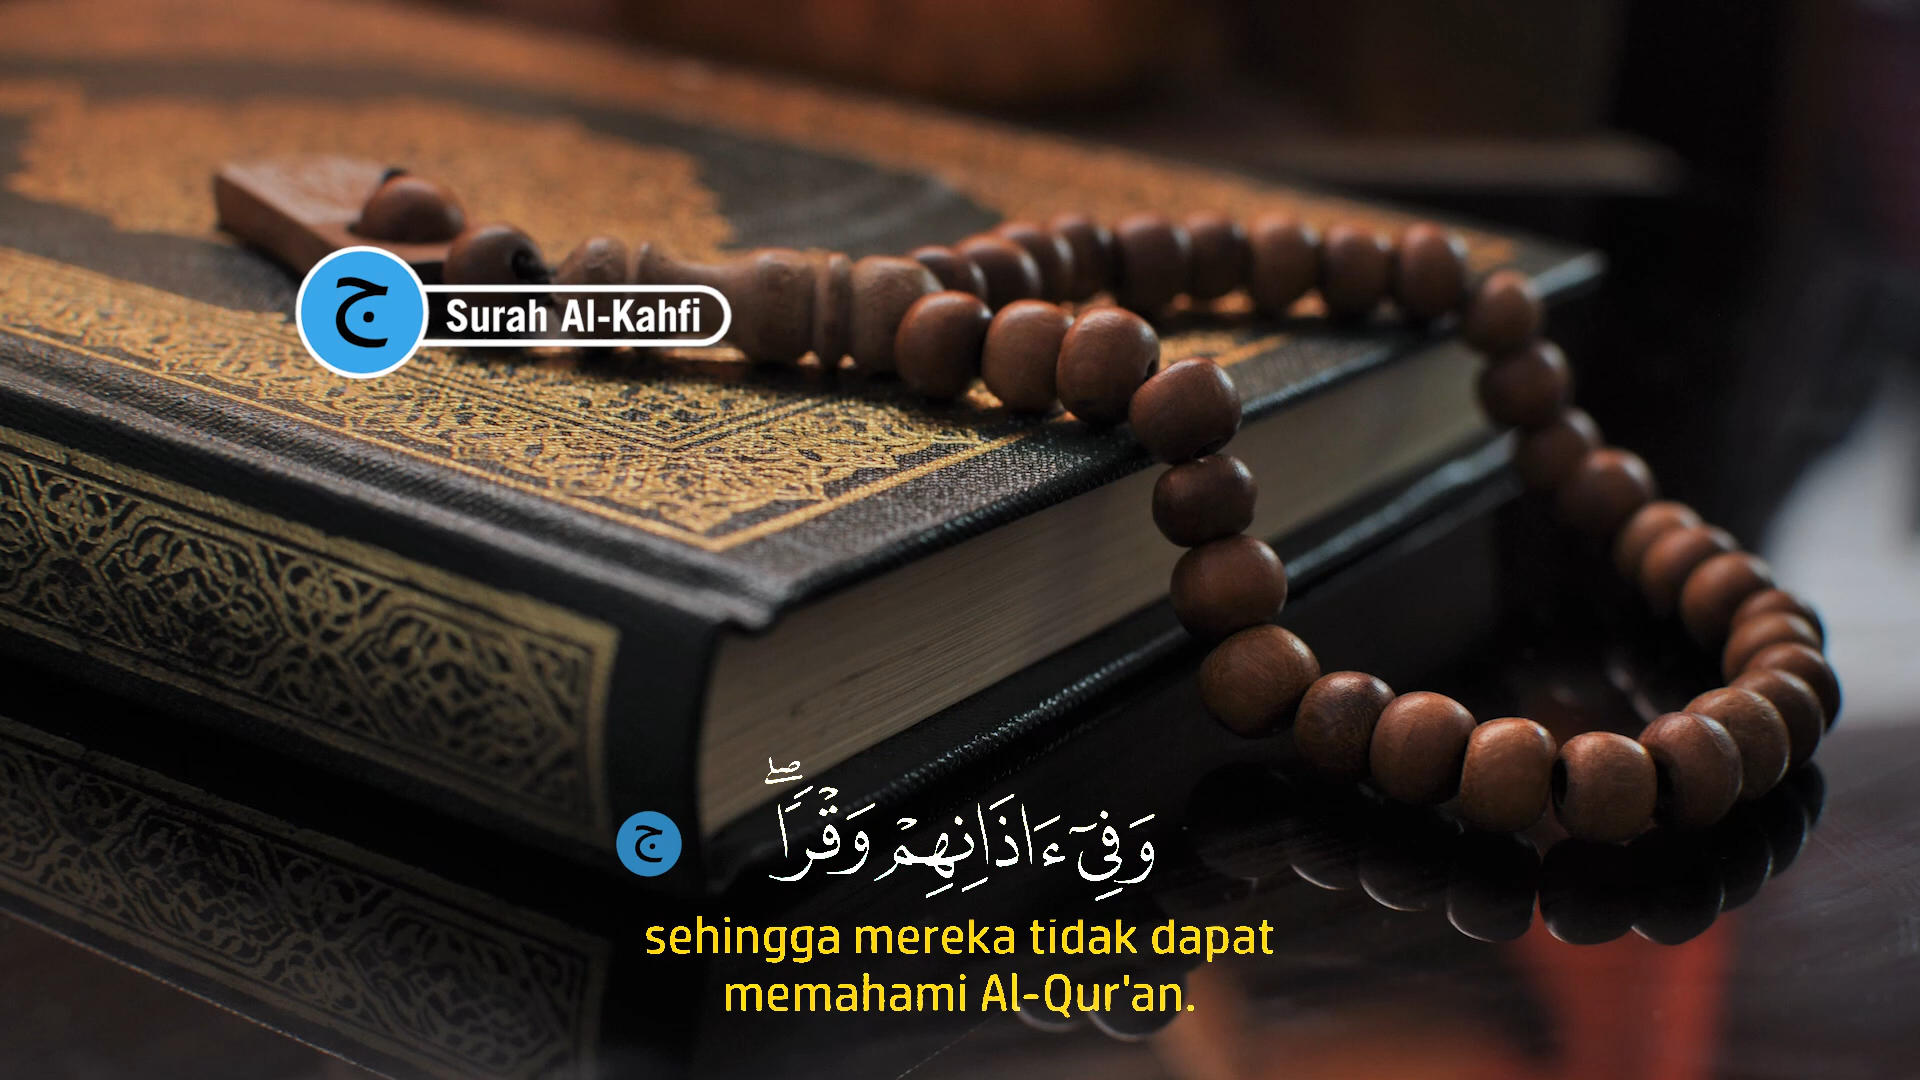 ج
Surah Al-Kahfi
ج
وَفِيٓ ءَاذَانِهِمۡ وَقۡرٗاۖ
sehingga mereka tidak dapat
memahami Al-Qur'an.